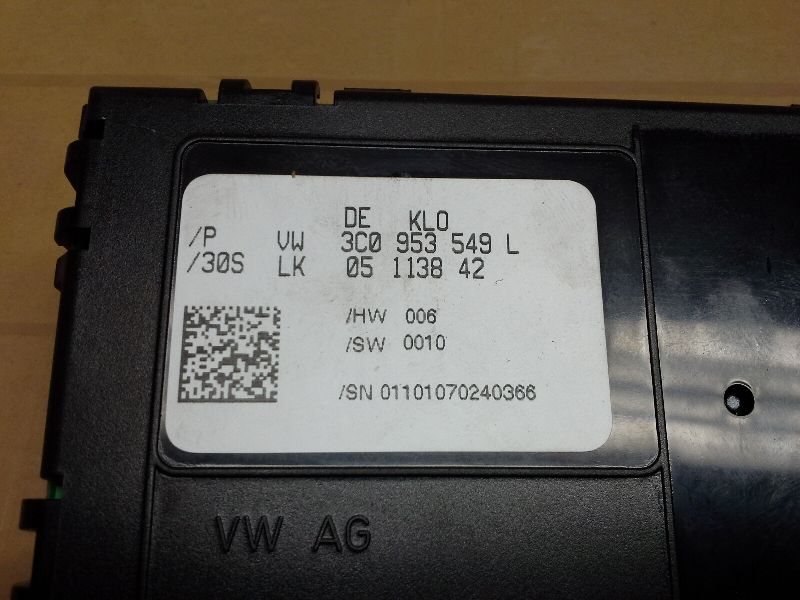 DE KLO
/P VW 3C0 953 549 L
/30S LK 05 1138 42
/HW 006
/SW 0010
/SN 01101070240366
VW AG